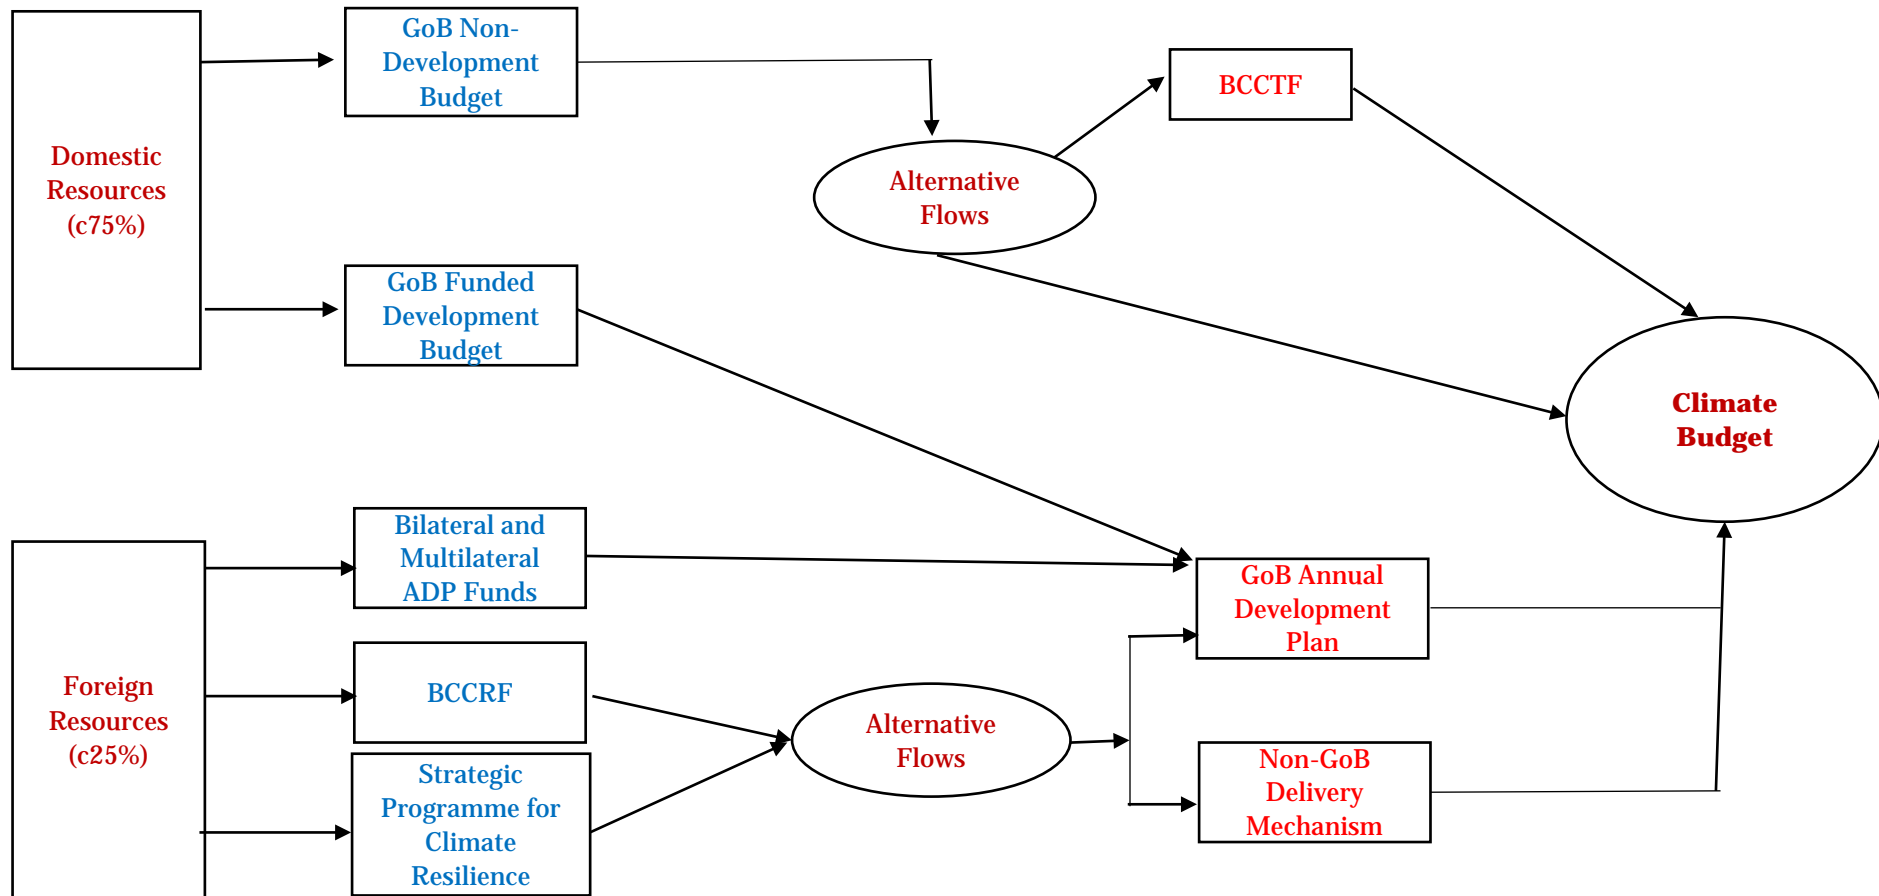 GoB Non-
Development
Budget
BCCTF
Domestic
Resources
(c75%)
Alternative
Flows
GoB Funded
Development
Budget
Climate
Budget
Bilateral and
Multilateral
ADP Funds
GoB Annual
Development
Plan
Foreign
Resources
(c25%)
BCCRF
Alternative
Flows
Strategic
Programme for
Climate
Resilience
Non-GoB
Delivery
Mechanism